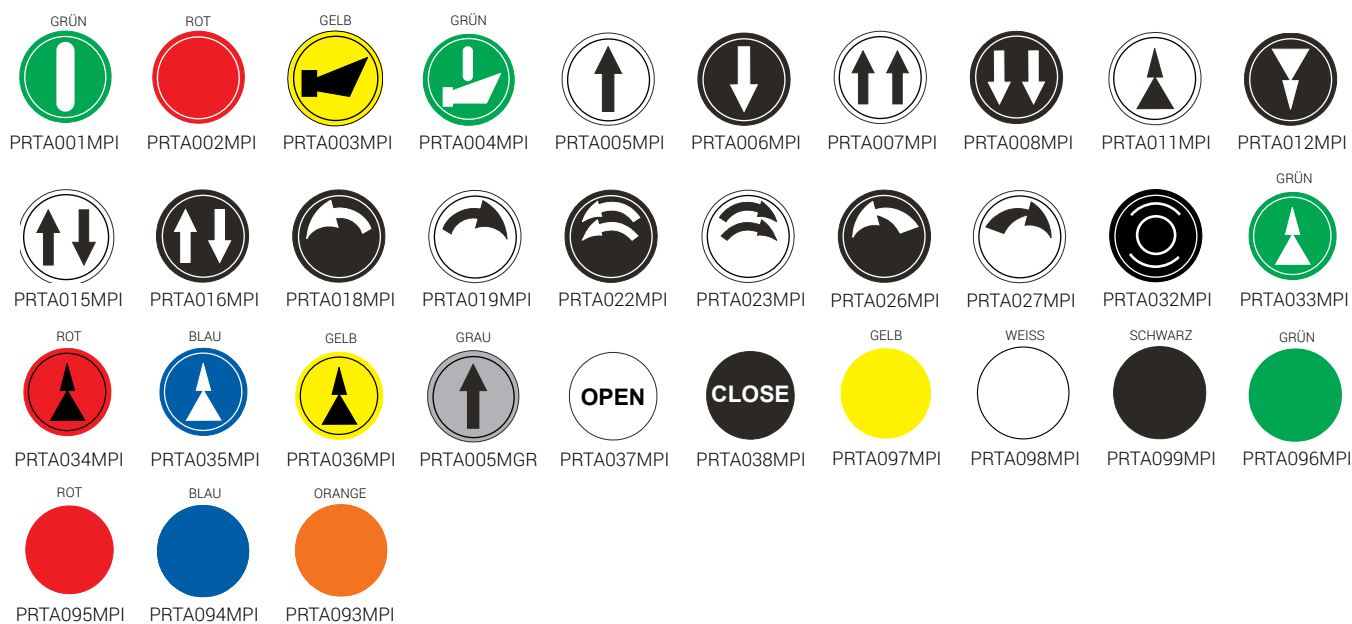 GRÜN ROT GELB GRÜN
PRTA001MPI PRTA002MPI PRTA003MPI PRTA004MPI PRTA005MPI PRTA006MPI PRTA007MPI PRTA008MPI PRTA011MPI PRTA012MPI
GRÜN
PRTA015MPI PRTA016MPI PRTA018MPI PRTA019MPI PRTA022MPI PRTA023MPI PRTA026MPI PRTA027MPI PRTA032MPI PRTA033MPI
ROT BLAU GELB GRAU GELB WEISS SCHWARZ GRÜN
OPEN CLOSE
PRTA034MPI PRTA035MPI PRTA036MPI PRTA005MGR PRTA037MPI PRTA038MPI PRTA097MPI PRTA098MPI PRTA099MPI PRTA096MPI
ROT BLAU ORANGE
PRTA095MPI PRTA094MPI PRTA093MPI